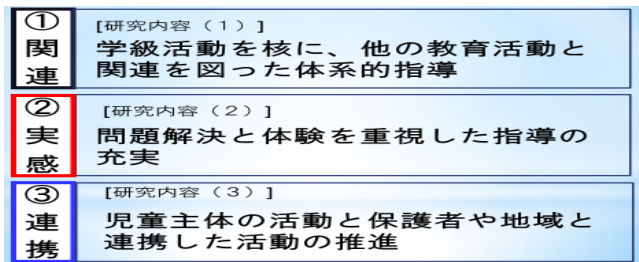 ①
関
連
[研究内容（１）]
学級活動を核に、他の教育活動と
関連を図った体系的指導
②
実
感
[研究内容（２）]
問題解決と体験を重視した指導の
充実
③
連
携
[研究内容（３）]
児童主体の活動と保護者や地域と
連携した活動の推進